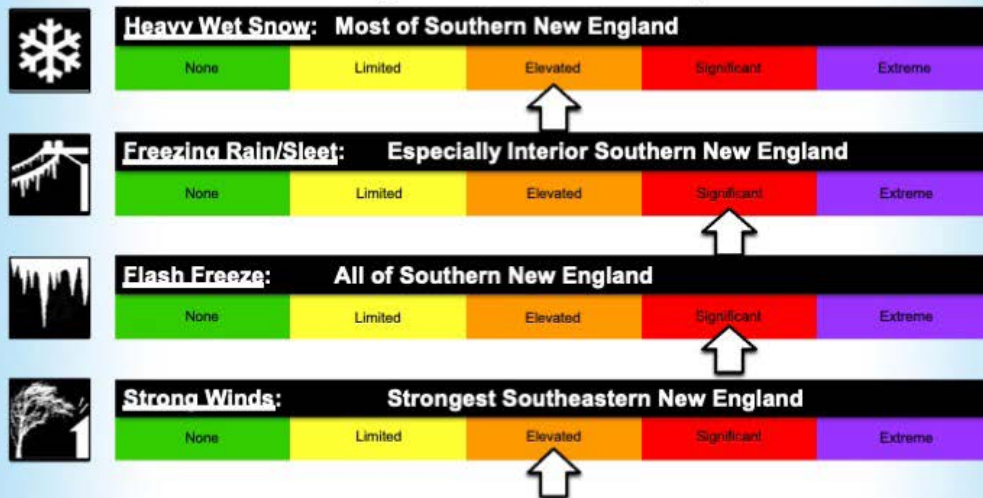 Heavy Wet Snow: Most of Southern New England
None Limited Elevated Significant Extreme
Freezing Rain/Sleet: Especially Interior Southern New England
None Limited Elevated Significant Extreme
Flash Freeze: All of Southern New England
None Limited Elevated Significant Extreme
Strong Winds: Strongest Southeastern New England
None Limited Elevated Significant Extreme